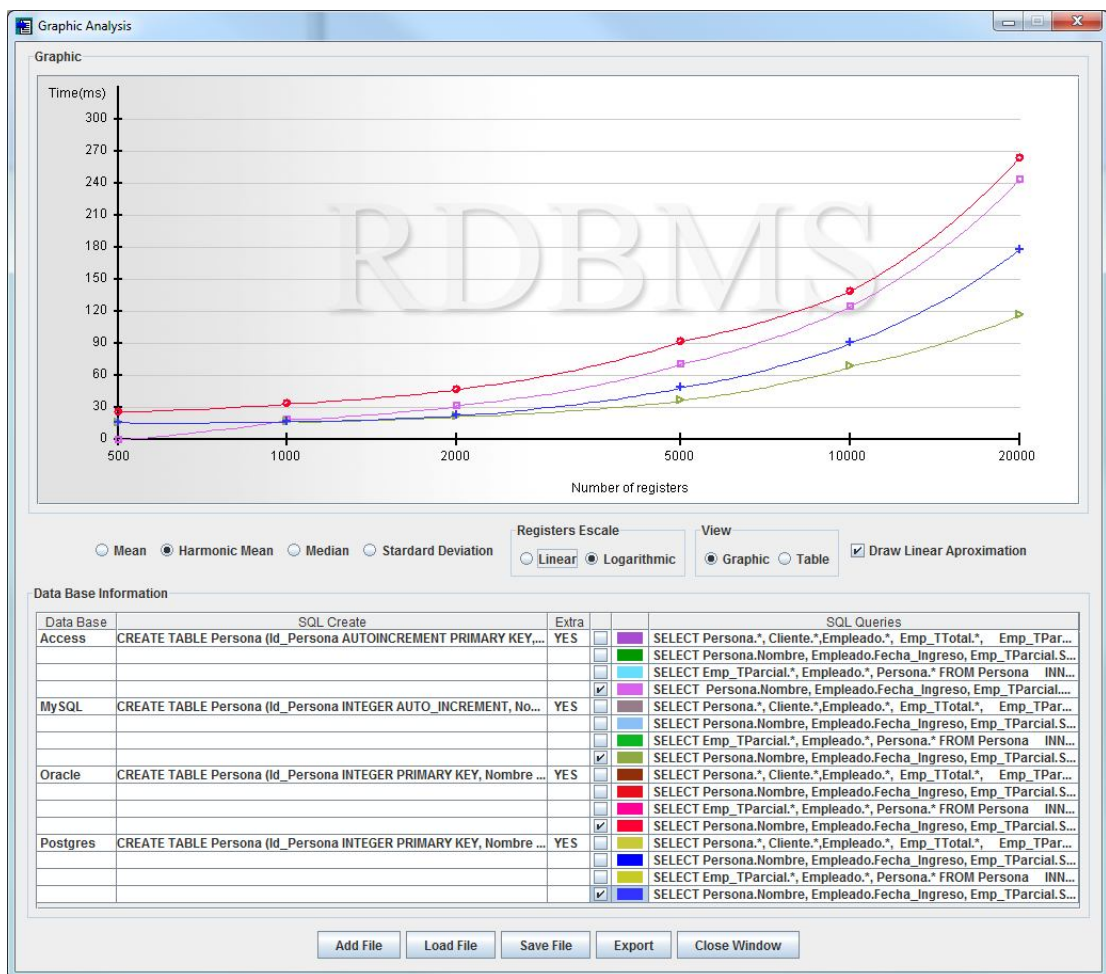 Graphic Analysis
Graphic
Time(ms)
300
270
240
210
180
150
120
90
60
30
0
RDBMS
500 1000 2000 5000 10000 20000
Number of registers
Mean Harmonic Mean Median Stardard Deviation
Registers Escale
Linear Logarithmic
View
Graphic Table
Draw Linear Aproximation
Data Base Information
Data Base SQL Create Extra SQL Queries
Access CREATE TABLE Persona (Id_Persona AUTOINCREMENT PRIMARY KEY,... YES SELECT Persona.*, Cliente.*,Empleado.*, Emp_TTotal.*, Emp_TPar...
SELECT Persona.Nombre, Empleado.Fecha_Ingreso, Emp_TParcial.S...
SELECT Emp_TParcial.*, Empleado.*, Persona.* FROM Persona INN...
SELECT Persona.Nombre, Empleado.Fecha_Ingreso, Emp_TParcial....
MySQL CREATE TABLE Persona (Id_Persona INTEGER AUTO_INCREMENT, No... YES SELECT Persona.*, Cliente.*,Empleado.*, Emp_TTotal.*, Emp_TPar...
SELECT Persona.Nombre, Empleado.Fecha_Ingreso, Emp_TParcial.S...
SELECT Emp_TParcial.*, Empleado.*, Persona.* FROM Persona INN...
SELECT Persona.Nombre, Empleado.Fecha_Ingreso, Emp_TParcial.S...
Oracle CREATE TABLE Persona (Id_Persona INTEGER PRIMARY KEY, Nombre ... YES SELECT Persona.*, Cliente.*,Empleado.*, Emp_TTotal.*, Emp_TPar...
SELECT Persona.Nombre, Empleado.Fecha_Ingreso, Emp_TParcial.S...
SELECT Emp_TParcial.*, Empleado.*, Persona.* FROM Persona INN...
SELECT Persona.Nombre, Empleado.Fecha_Ingreso, Emp_TParcial.S...
Postgres CREATE TABLE Persona (Id_Persona INTEGER PRIMARY KEY, Nombre ... YES SELECT Persona.*, Cliente.*,Empleado.*, Emp_TTotal.*, Emp_TPar...
SELECT Persona.Nombre, Empleado.Fecha_Ingreso, Emp_TParcial.S...
SELECT Emp_TParcial.*, Empleado.*, Persona.* FROM Persona INN...
SELECT Persona.Nombre, Empleado.Fecha_Ingreso, Emp_TParcial.S...
Add File Load File Save File Export Close Window